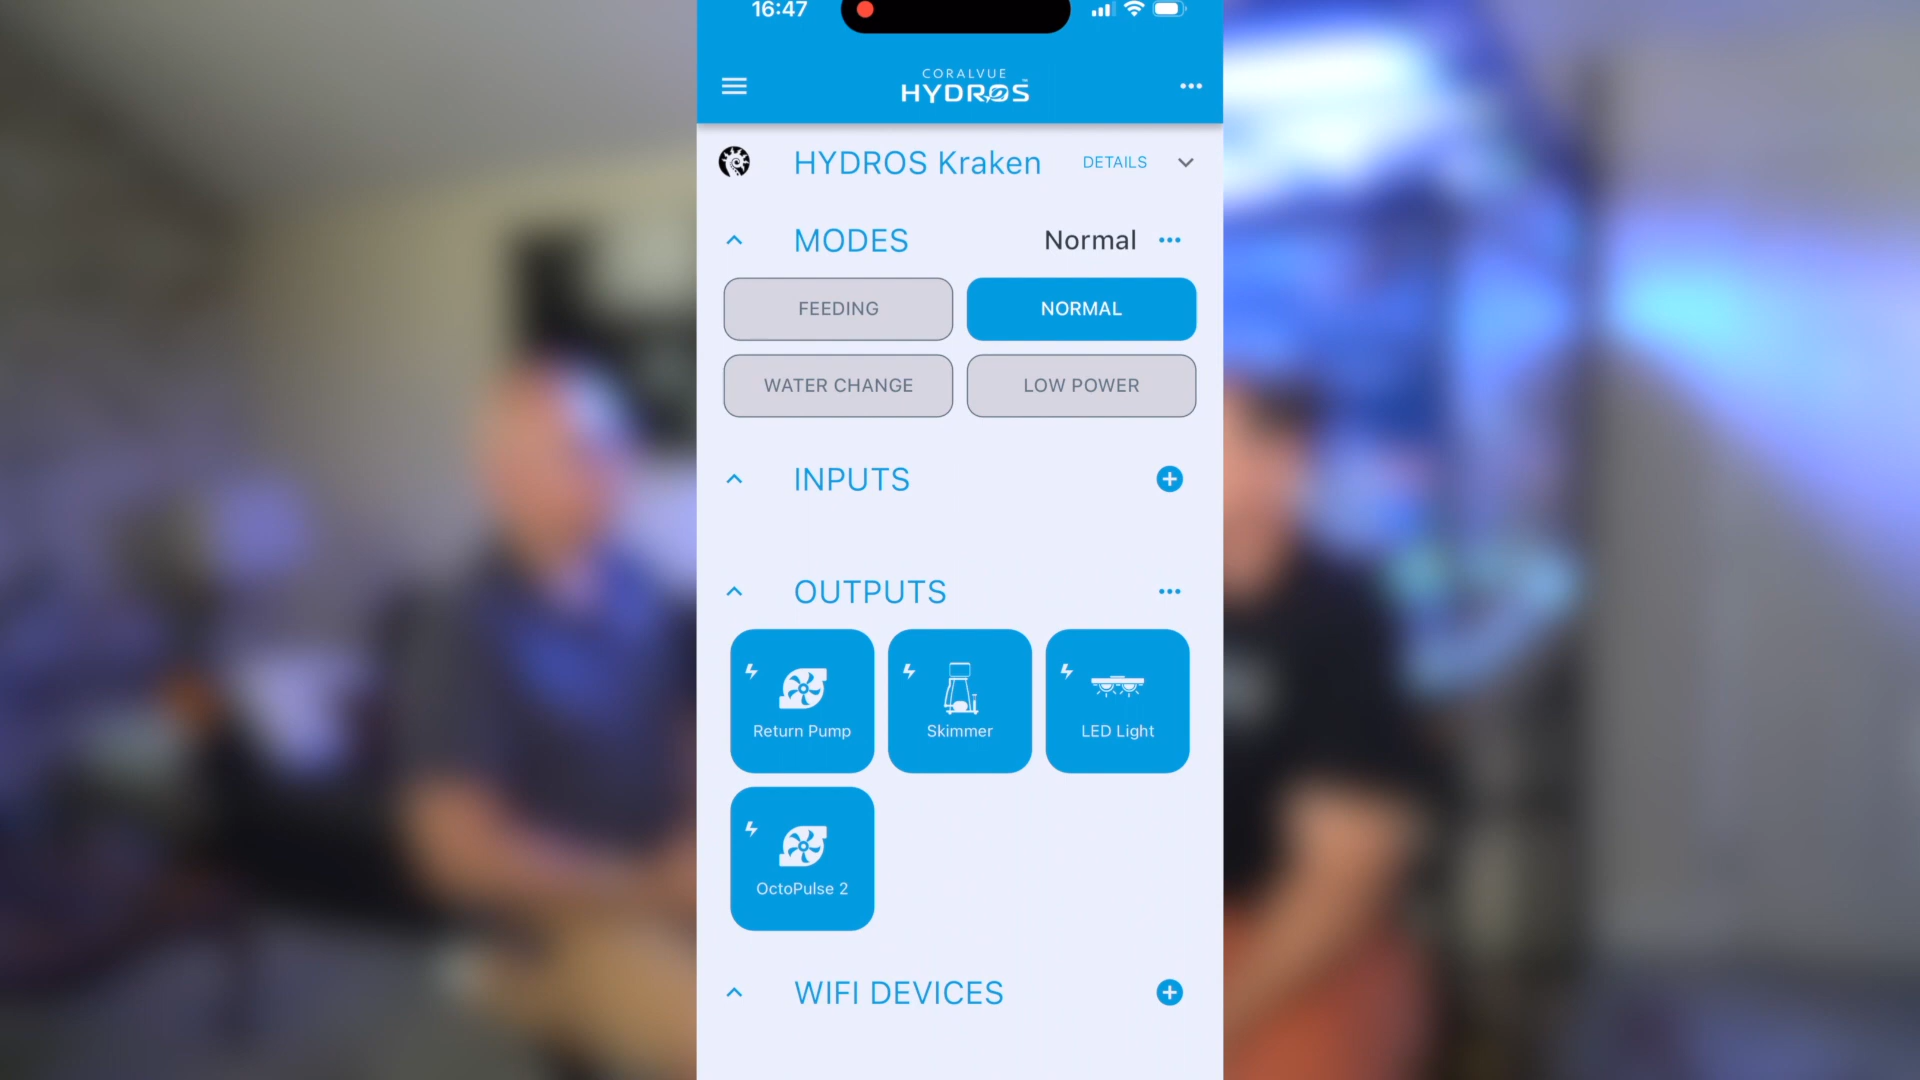 16:47
CORALVUE
HYDROS™
HYDROS Kraken DETAILS
MODES Normal
FEEDING NORMAL
WATER CHANGE LOW POWER
INPUTS
OUTPUTS
Return Pump Skimmer LED Light
OctoPulse 2
WIFI DEVICES